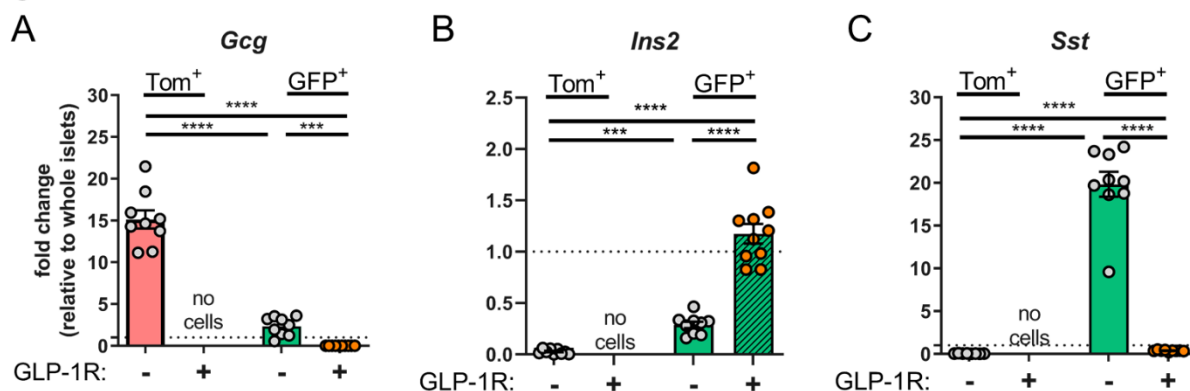 A
Gcg
Tom+
GFP+
****
****
***
fold change
(relative to whole islets)
30
25
20
15
10
5
0
no
cells
GLP-1R:
-
+
-
+
B
Ins2
Tom+
GFP+
****
***
****
2.5
2.0
1.5
1.0
0.5
0.0
no
cells
GLP-1R:
-
+
-
+
C
Sst
Tom+
GFP+
****
****
****
30
25
20
15
10
5
0
no
cells
GLP-1R:
-
+
-
+